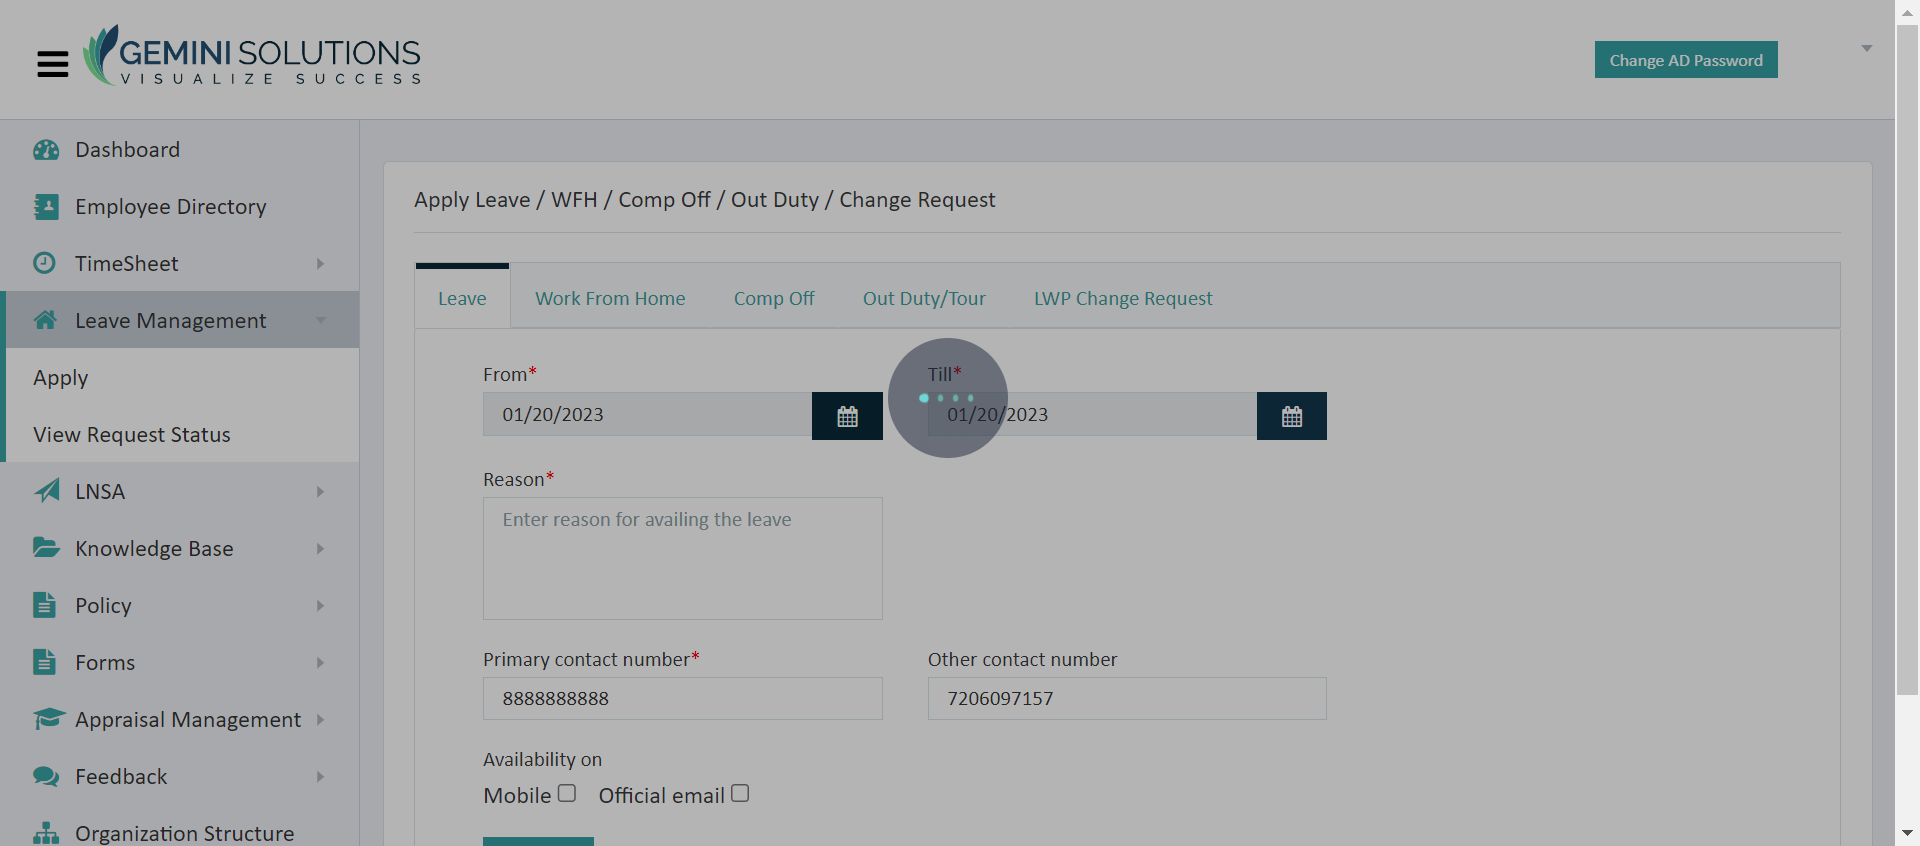 GEMINI SOLUTIONS
VISUALIZE SUCCESS
Change AD Password
Dashboard
Employee Directory
TimeSheet
Leave Management
Apply
View Request Status
LNSA
Knowledge Base
Policy
Forms
Appraisal Management
Feedback
Organization Structure
Apply Leave / WFH / Comp Off / Out Duty / Change Request
Leave Work From Home Comp Off Out Duty/Tour LWP Change Request
From* Till*
01/20/2023 01/20/2023
Reason*
Enter reason for availing the leave
Primary contact number* Other contact number
8888888888 7206097157
Availability on
Mobile Official email